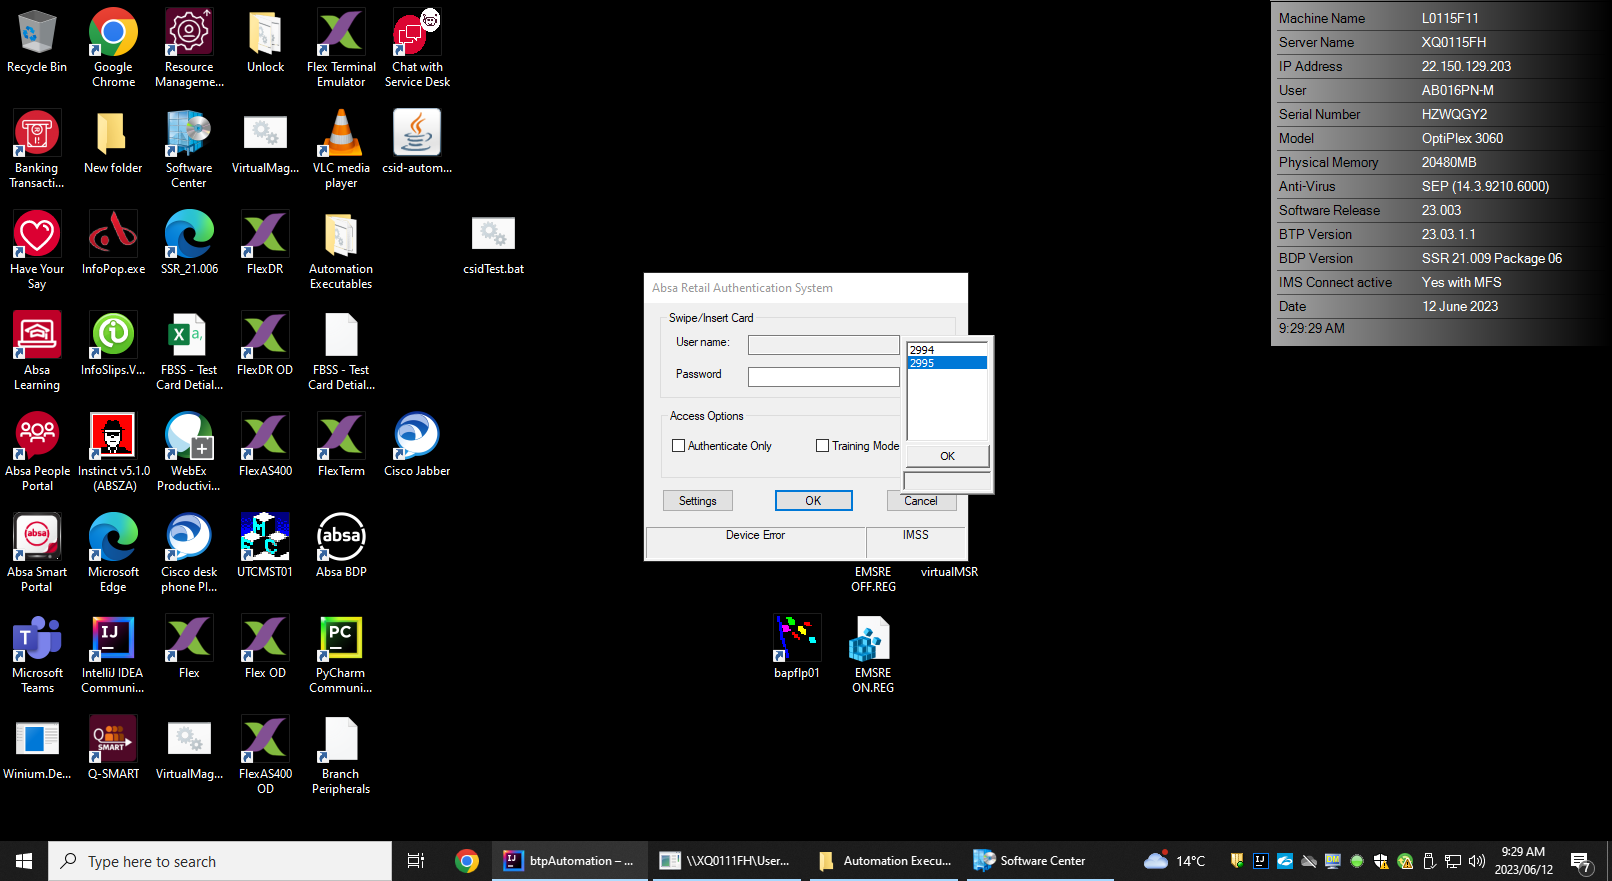 Recycle Bin
Google
Chrome
Resource
Manageme...
Unlock
Flex Terminal
Emulator
Chat with
Service Desk
Banking
Transacti...
New folder
Software
Center
VirtualMag...
VLC media
player
csid-autom...
Have Your
Say
InfoPop.exe
SSR_21.006
FlexDR
Automation
Executables
csidTest.bat
Absa
Learning
InfoSlips.V...
FBSS - Test
Card Detial...
FlexDR OD
FBSS - Test
Card Detial...
Absa People
Portal
Instinct v5.1.0
(ABSZA)
WebEx
Productivi...
FlexAS400
FlexTerm
Cisco Jabber
absa
Absa Smart
Portal
Microsoft
Edge
Cisco desk
phone Pl...
M
S C
UTCMST01
absa
Absa BDP
EMSRE
OFF.REG
virtualMSR
T
Microsoft
Teams
IJ
IntelliJ IDEA
Communi...
Flex
Flex OD
PC
PyCharm
Communi...
bapflp01
EMSRE
ON.REG
Winium.De...
Q
SMART
Q-SMART
VirtualMag...
FlexAS400
OD
Branch
Peripherals
Absa Retail Authentication System
Swipe/Insert Card
User name:
Password
Access Options
Authenticate Only
Training Mode
Settings
OK
Cancel
Device Error
IMSS
2994
2995
OK
Machine Name L0115F11
Server Name XQ0115FH
IP Address 22.150.129.203
User AB016PN-M
Serial Number HZWQGY2
Model OptiPlex 3060
Physical Memory 20480MB
Anti-Virus SEP (14.3.9210.6000)
Software Release 23.003
BTP Version 23.03.1.1
BDP Version SSR 21.009 Package 06
IMS Connect active Yes with MFS
Date 12 June 2023
9:29:29 AM
Type here to search
IJ
btpAutomation – ...
\\XQ0111FH\User...
Automation Execu...
Software Center
14°C
IJ
DM
9:29 AM
2023/06/12
7